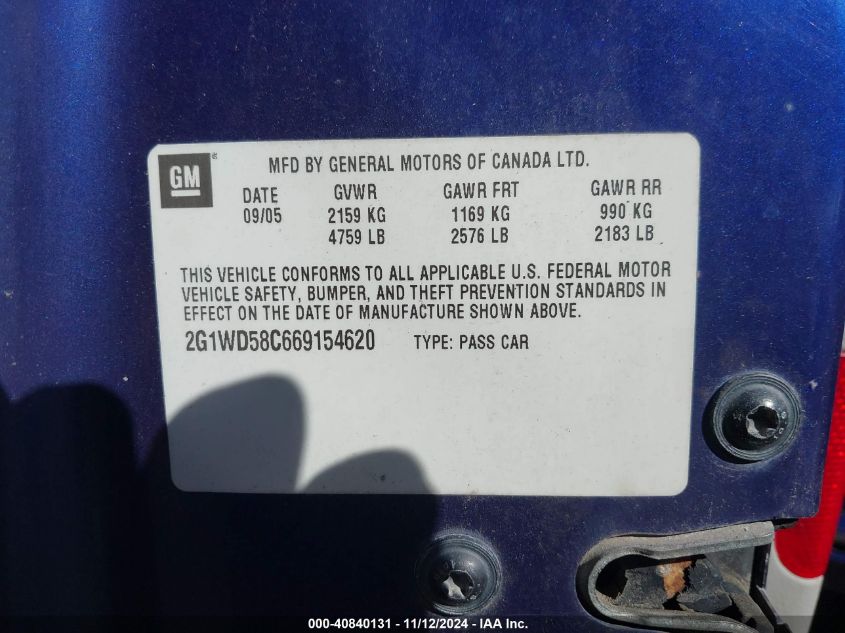 GM®
MFD BY GENERAL MOTORS OF CANADA LTD.
DATE GVWR GAWR FRT GAWR RR
09/05 2159 KG 1169 KG 990 KG
4759 LB 2576 LB 2183 LB
THIS VEHICLE CONFORMS TO ALL APPLICABLE U.S. FEDERAL MOTOR
VEHICLE SAFETY, BUMPER, AND THEFT PREVENTION STANDARDS IN
EFFECT ON THE DATE OF MANUFACTURE SHOWN ABOVE.
2G1WD58C669154620 TYPE: PASS CAR
000-40840131 - 11/12/2024 - IAA Inc.